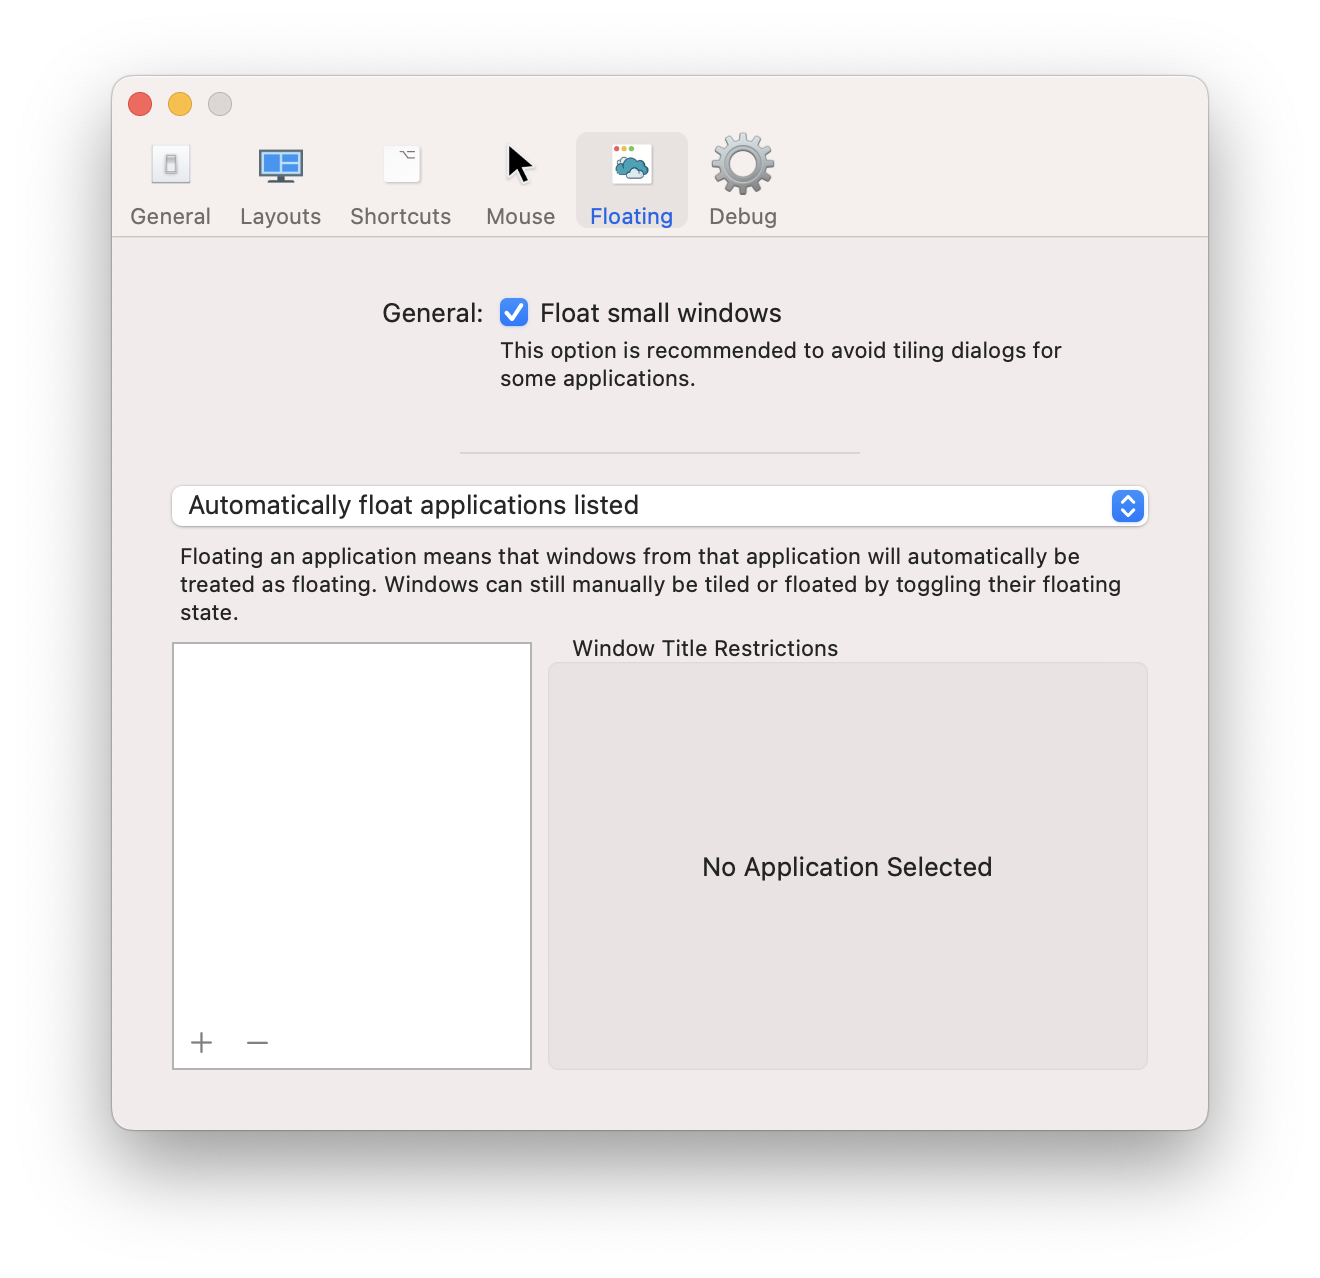 General
Layouts
Shortcuts
Mouse
Floating
Debug
General:
Float small windows
This option is recommended to avoid tiling dialogs for
some applications.
Automatically float applications listed
Floating an application means that windows from that application will automatically be
treated as floating. Windows can still manually be tiled or floated by toggling their floating
state.
Window Title Restrictions
No Application Selected